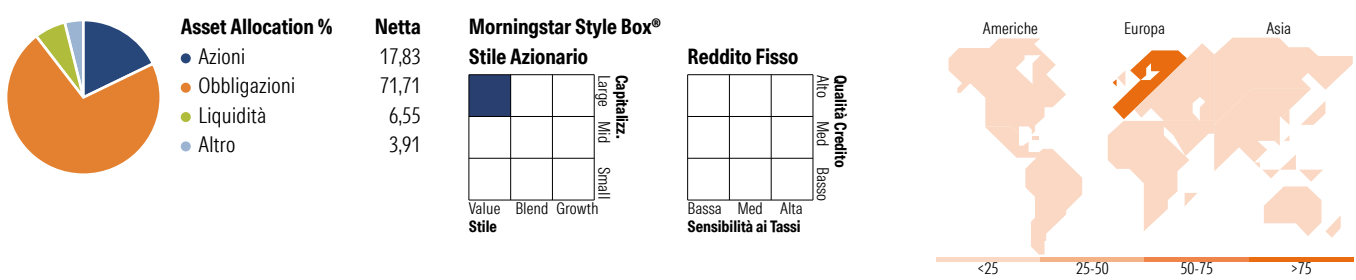 Asset Allocation % Netta
Azioni 17,83
Obbligazioni 71,71
Liquidità 6,55
Altro 3,91
Morningstar Style Box®
Stile Azionario
Large Mid Small
Capitalizz.
Value Blend Growth
Stile
Reddito Fisso
Alto Med Basso
Qualità Credito
Bassa Med Alta
Sensibilità ai Tassi
Americhe Europa Asia
<25 25-50 50-75 >75